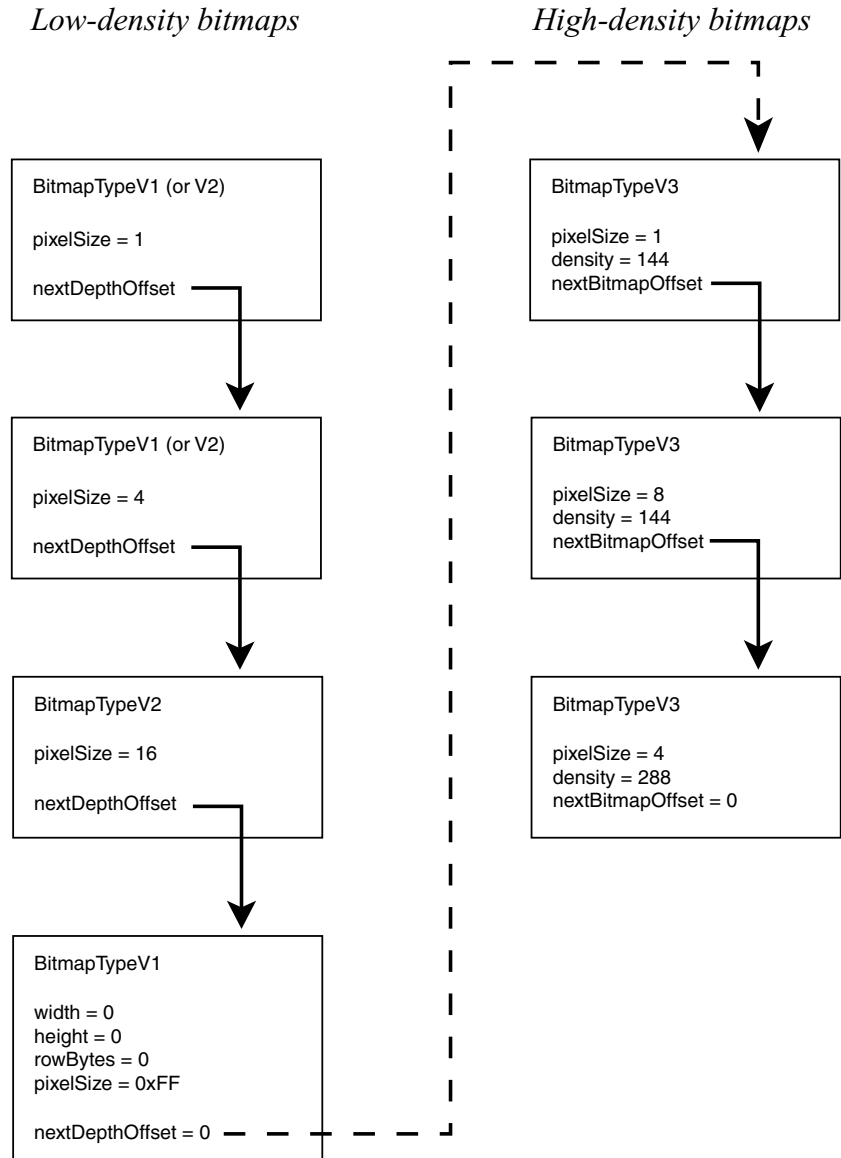 Low-density bitmaps
BitmapTypeV1 (or V2)
pixelSize = 1
nextDepthOffset
BitmapTypeV1 (or V2)
pixelSize = 4
nextDepthOffset
BitmapTypeV2
pixelSize = 16
nextDepthOffset
BitmapTypeV1
width = 0
height = 0
rowBytes = 0
pixelSize = 0xFF
nextDepthOffset = 0
High-density bitmaps
BitmapTypeV3
pixelSize = 1
density = 144
nextBitmapOffset
BitmapTypeV3
pixelSize = 8
density = 144
nextBitmapOffset
BitmapTypeV3
pixelSize = 4
density = 288
nextBitmapOffset = 0